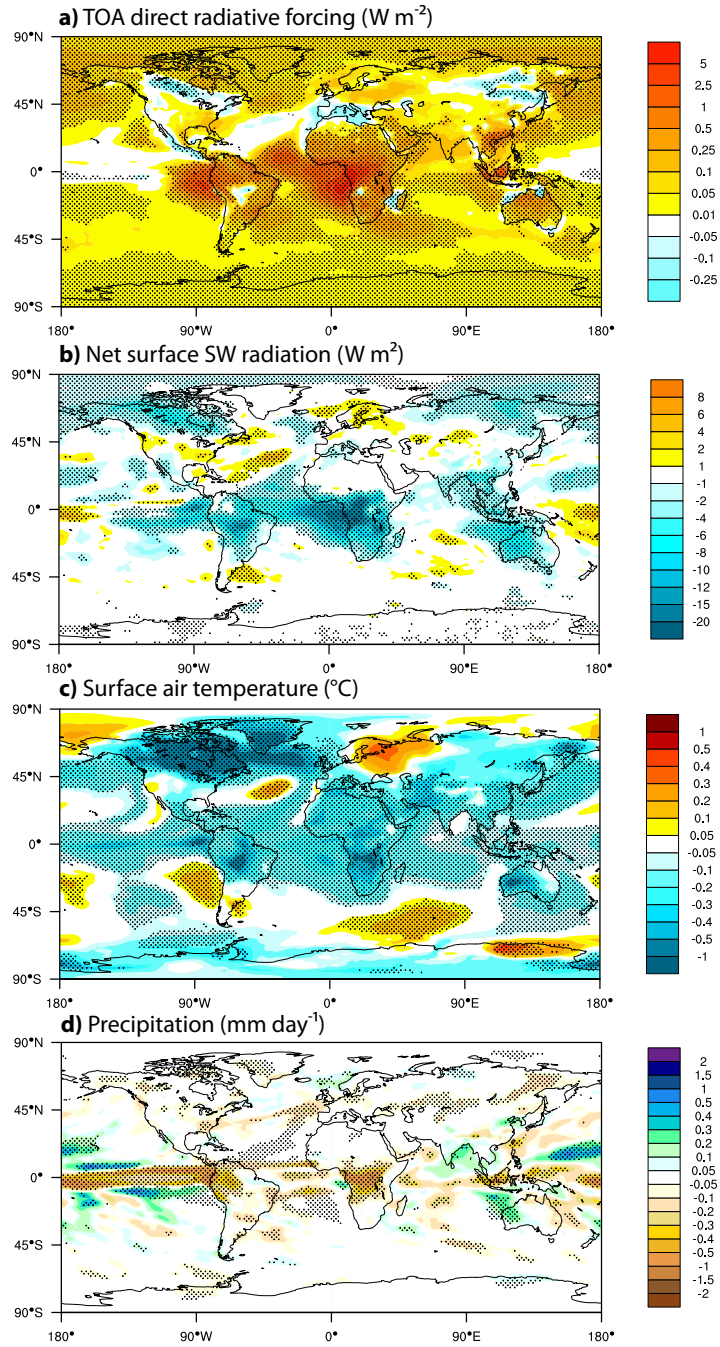 a) TOA direct radiative forcing (W m⁻²)
90°N
45°N
0°
45°S
90°S
180° 90°W 0° 90°E 180°
5
2.5
1
0.5
0.25
0.1
0.05
0.01
-0.05
-0.1
-0.25
b) Net surface SW radiation (W m²)
90°N
45°N
0°
45°S
90°S
180° 90°W 0° 90°E 180°
8
6
4
2
1
-1
-2
-4
-6
-8
-10
-12
-15
-20
c) Surface air temperature (°C)
90°N
45°N
0°
45°S
90°S
180° 90°W 0° 90°E 180°
1
0.5
0.4
0.3
0.2
0.1
0.05
-0.05
-0.1
-0.2
-0.3
-0.4
-0.5
-1
d) Precipitation (mm day⁻¹)
90°N
45°N
0°
45°S
90°S
180° 90°W 0° 90°E 180°
2
1.5
1
0.5
0.4
0.3
0.2
0.1
0.05
-0.05
-0.1
-0.2
-0.3
-0.4
-0.5
-1
-1.5
-2